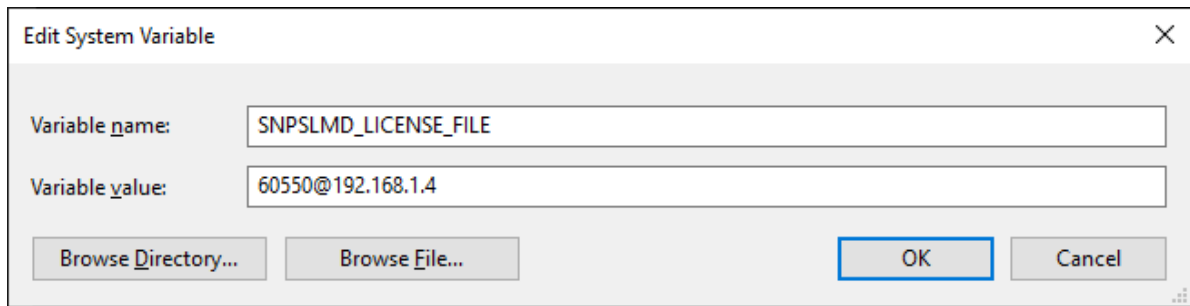 Edit System Variable
Variable name: SNPSLMD_LICENSE_FILE
Variable value: 60550@192.168.1.4
Browse Directory... Browse File... OK Cancel